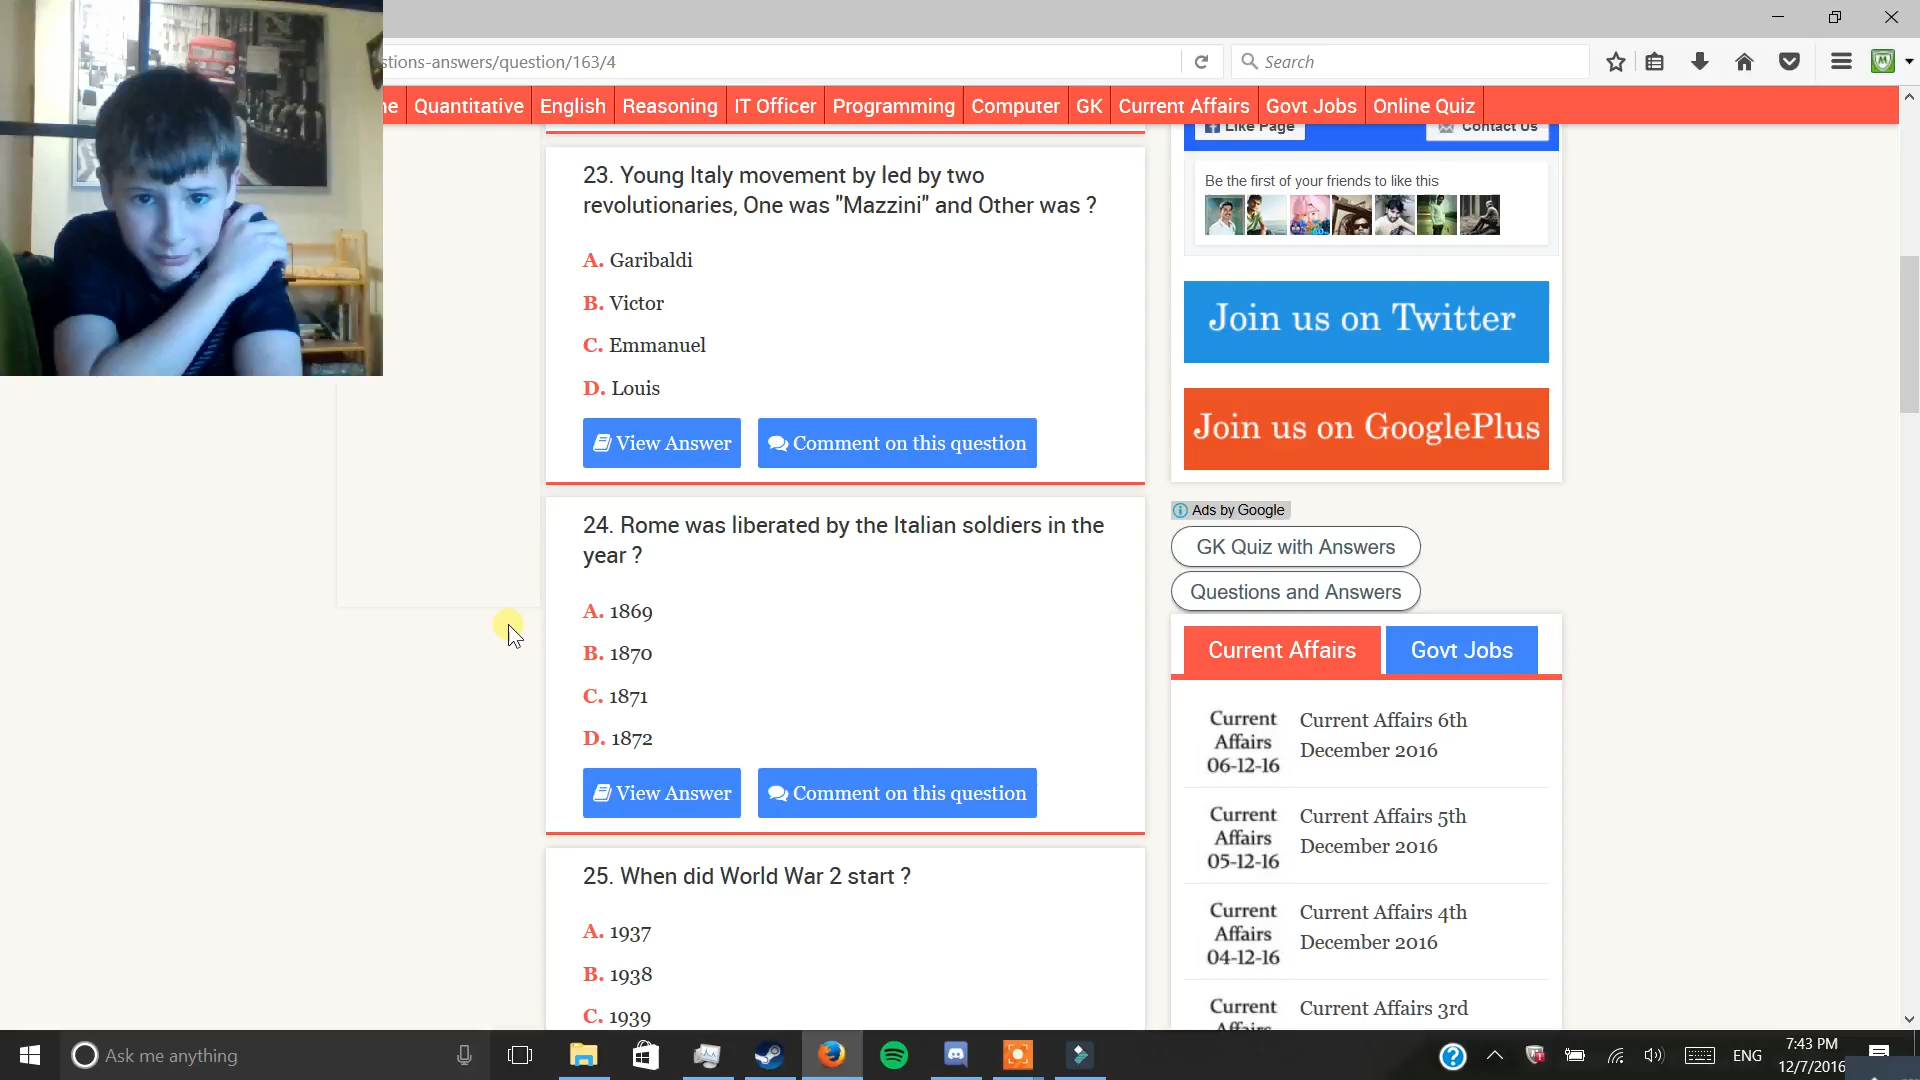 stions-answers/question/163/4
Search
ne Quantitative English Reasoning IT Officer Programming Computer GK Current Affairs Govt Jobs Online Quiz
23. Young Italy movement by led by two
revolutionaries, One was "Mazzini" and Other was ?
A. Garibaldi
B. Victor
C. Emmanuel
D. Louis
View Answer
Comment on this question
24. Rome was liberated by the Italian soldiers in the
year ?
A. 1869
B. 1870
C. 1871
D. 1872
View Answer
Comment on this question
25. When did World War 2 start ?
A. 1937
B. 1938
C. 1939
Like Page
Contact Us
Be the first of your friends to like this
Join us on Twitter
Join us on GooglePlus
Ads by Google
GK Quiz with Answers
Questions and Answers
Current Affairs
Govt Jobs
Current
Affairs
06-12-16
Current Affairs 6th
December 2016
Current
Affairs
05-12-16
Current Affairs 5th
December 2016
Current
Affairs
04-12-16
Current Affairs 4th
December 2016
Current
Affairs
Current Affairs 3rd
Ask me anything
ENG
7:43 PM
12/7/2016